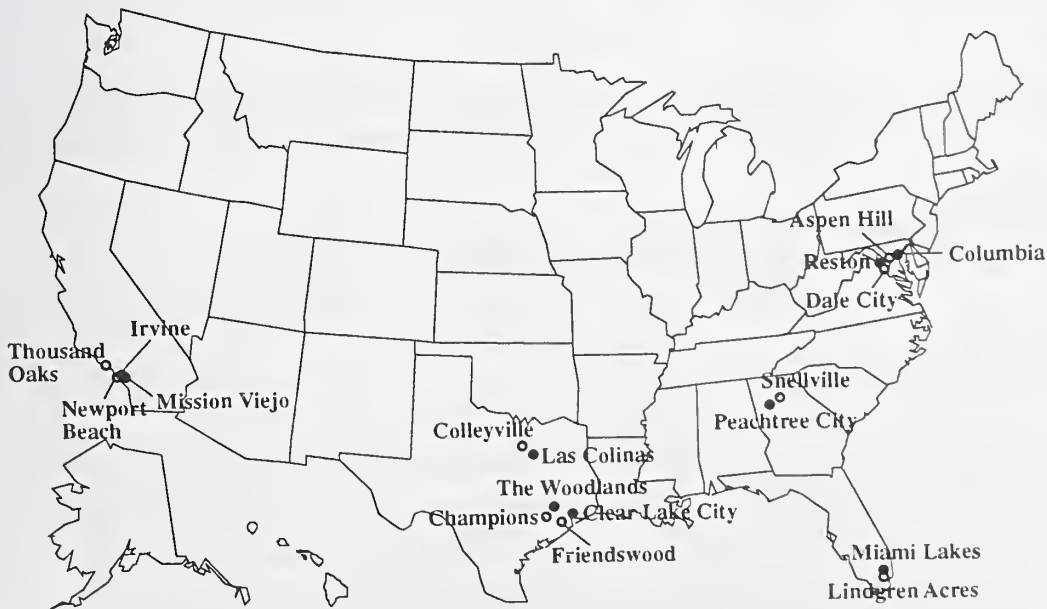 Aspen Hill
Columbia
Reston
Dale City
Irvine
Thousand
Oaks
Mission Viejo
Newport
Beach
Snellville
Peachtree City
Colleyville
Las Colinas
The Woodlands
Champions
Clear Lake City
Friendswood
Miami Lakes
Lindgren Acres